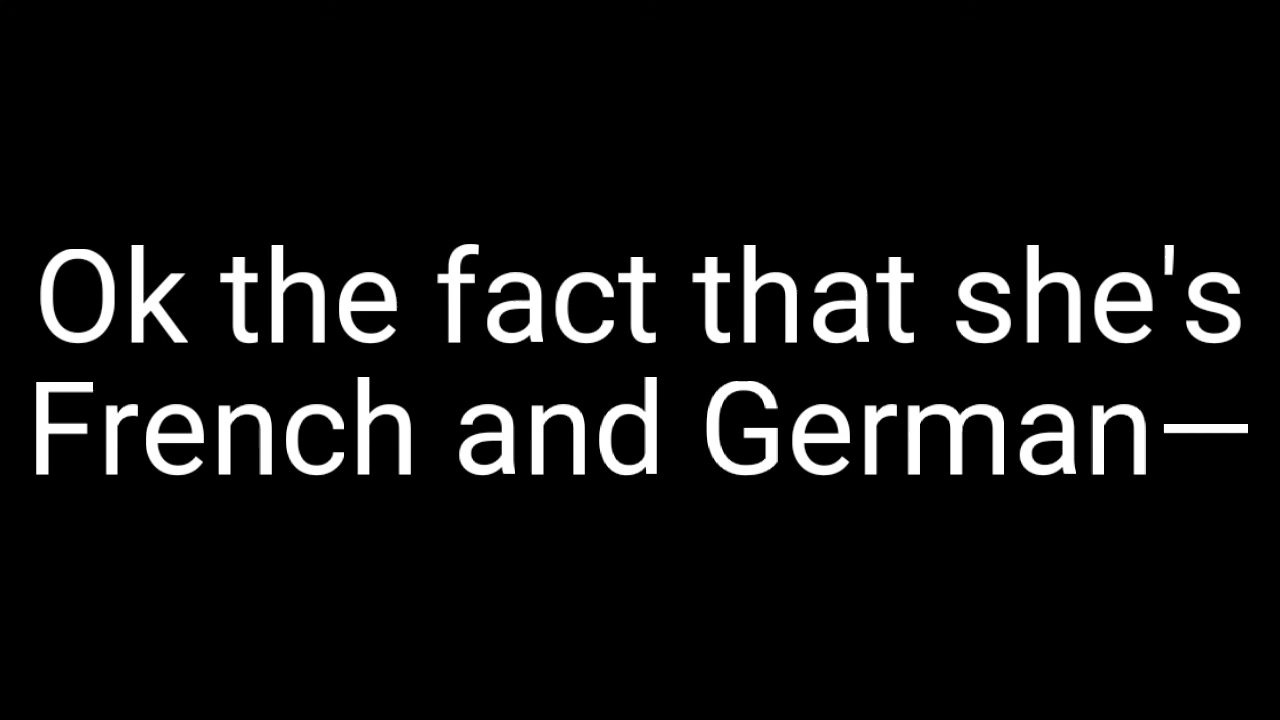 Ok the fact that she's
French and German—